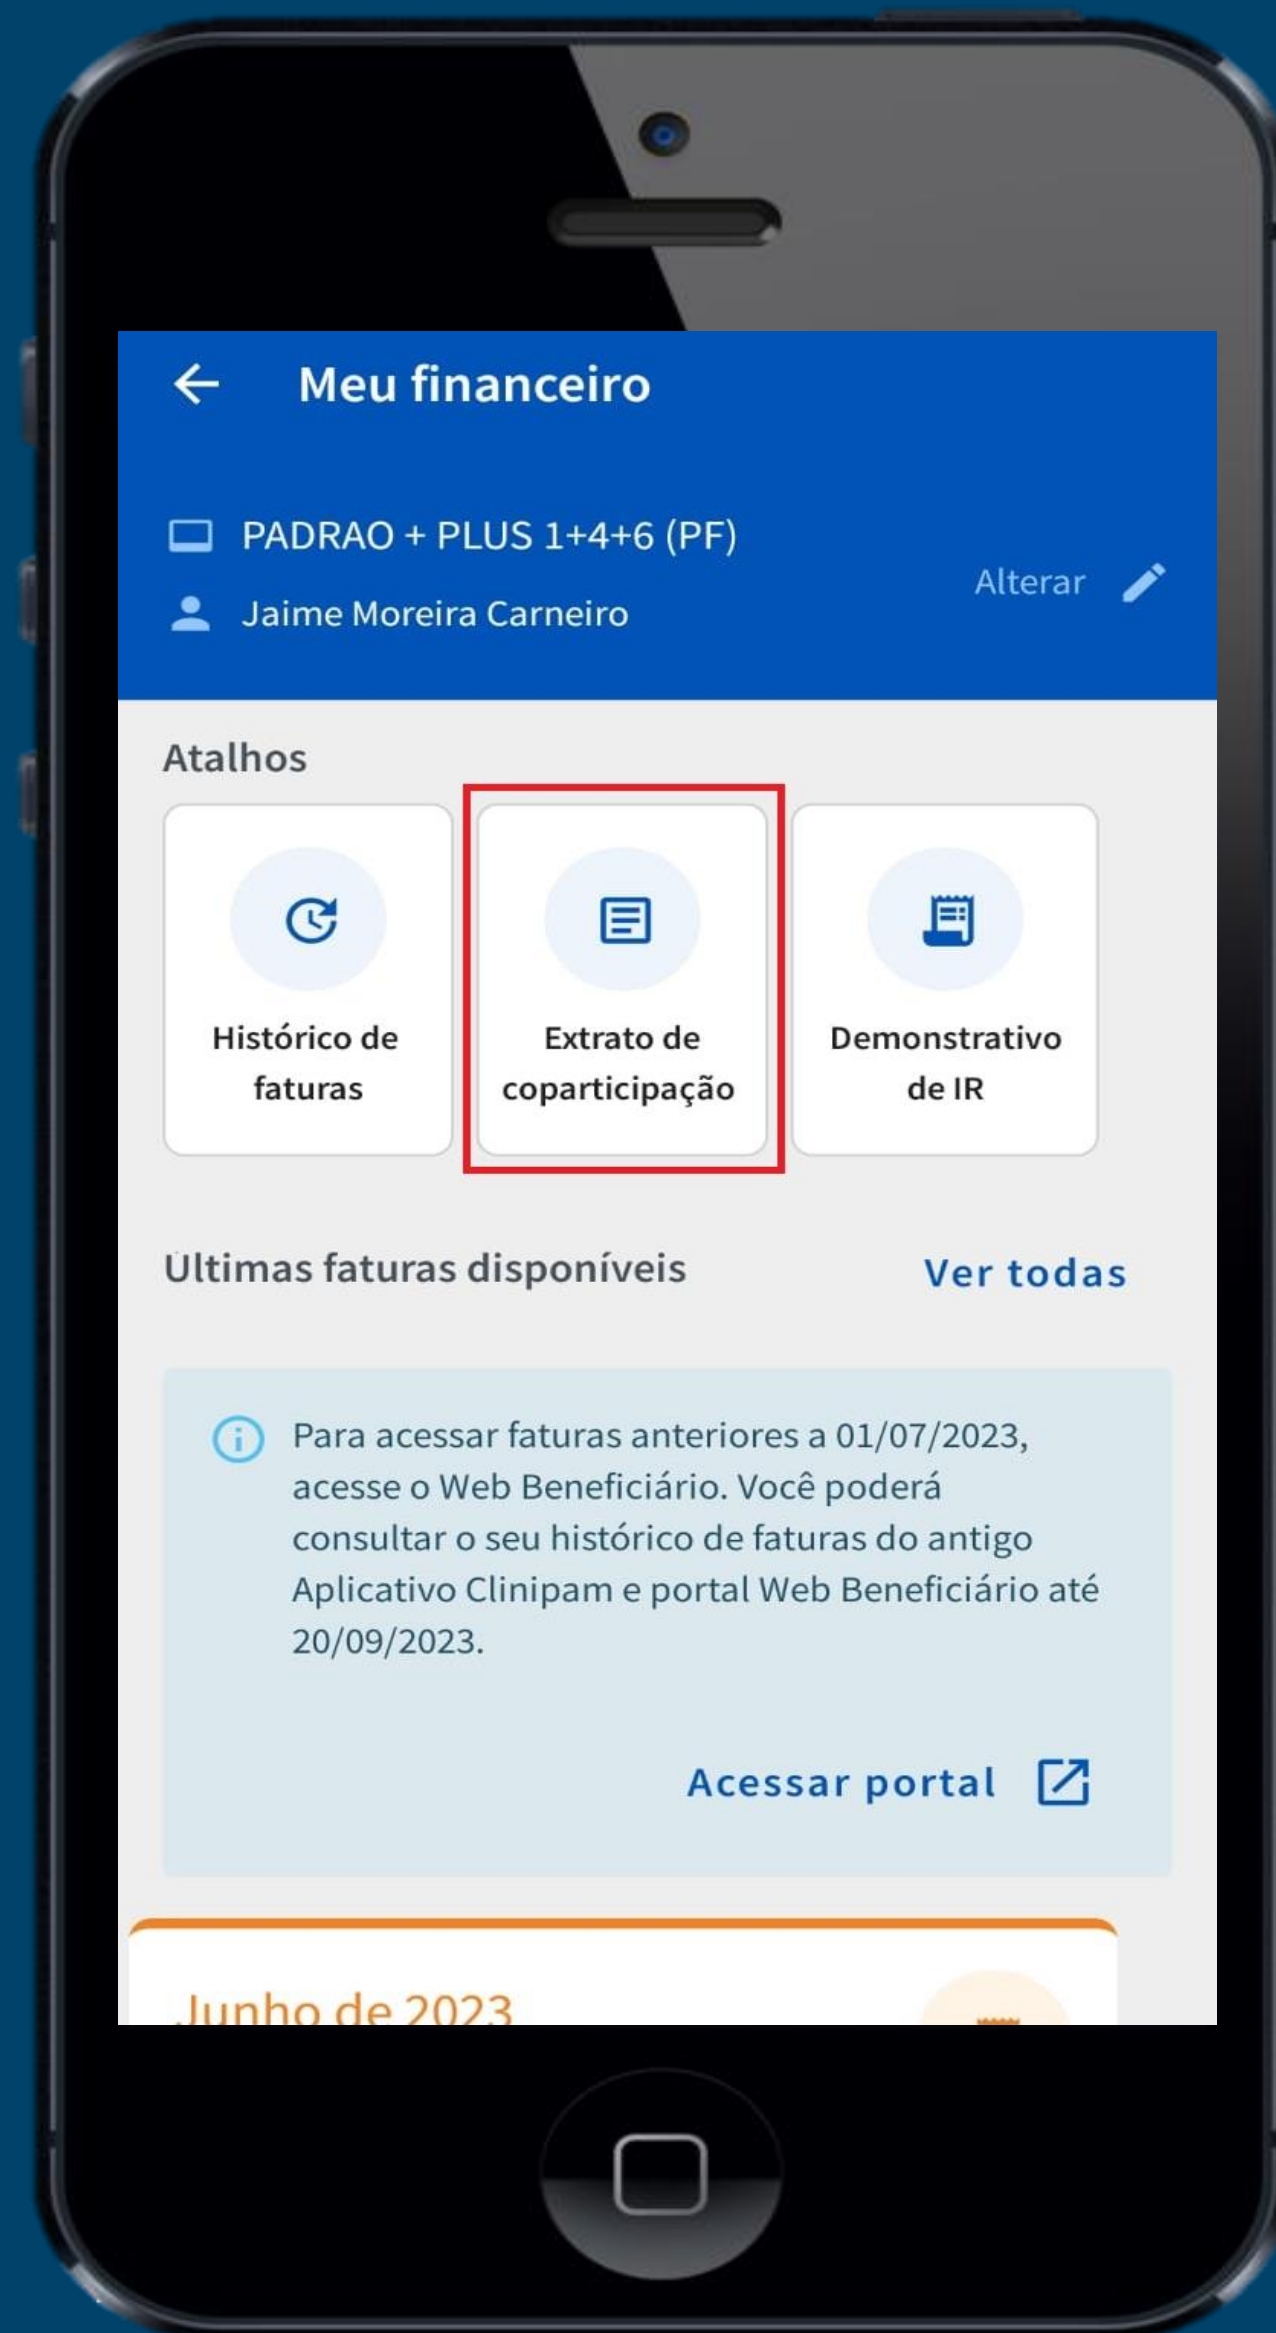 Meu financeiro
PADRAO + PLUS 1+4+6 (PF)
Jaime Moreira Carneiro
Alterar
Atalhos
Histórico de
faturas
Extrato de
coparticipação
Demonstrativo
de IR
Últimas faturas disponíveis
Ver todas
Para acessar faturas anteriores a 01/07/2023,
acesse o Web Beneficiário. Você poderá
consultar o seu histórico de faturas do antigo
Aplicativo Clinipam e portal Web Beneficiário até
20/09/2023.
Acessar portal
Junho de 2023